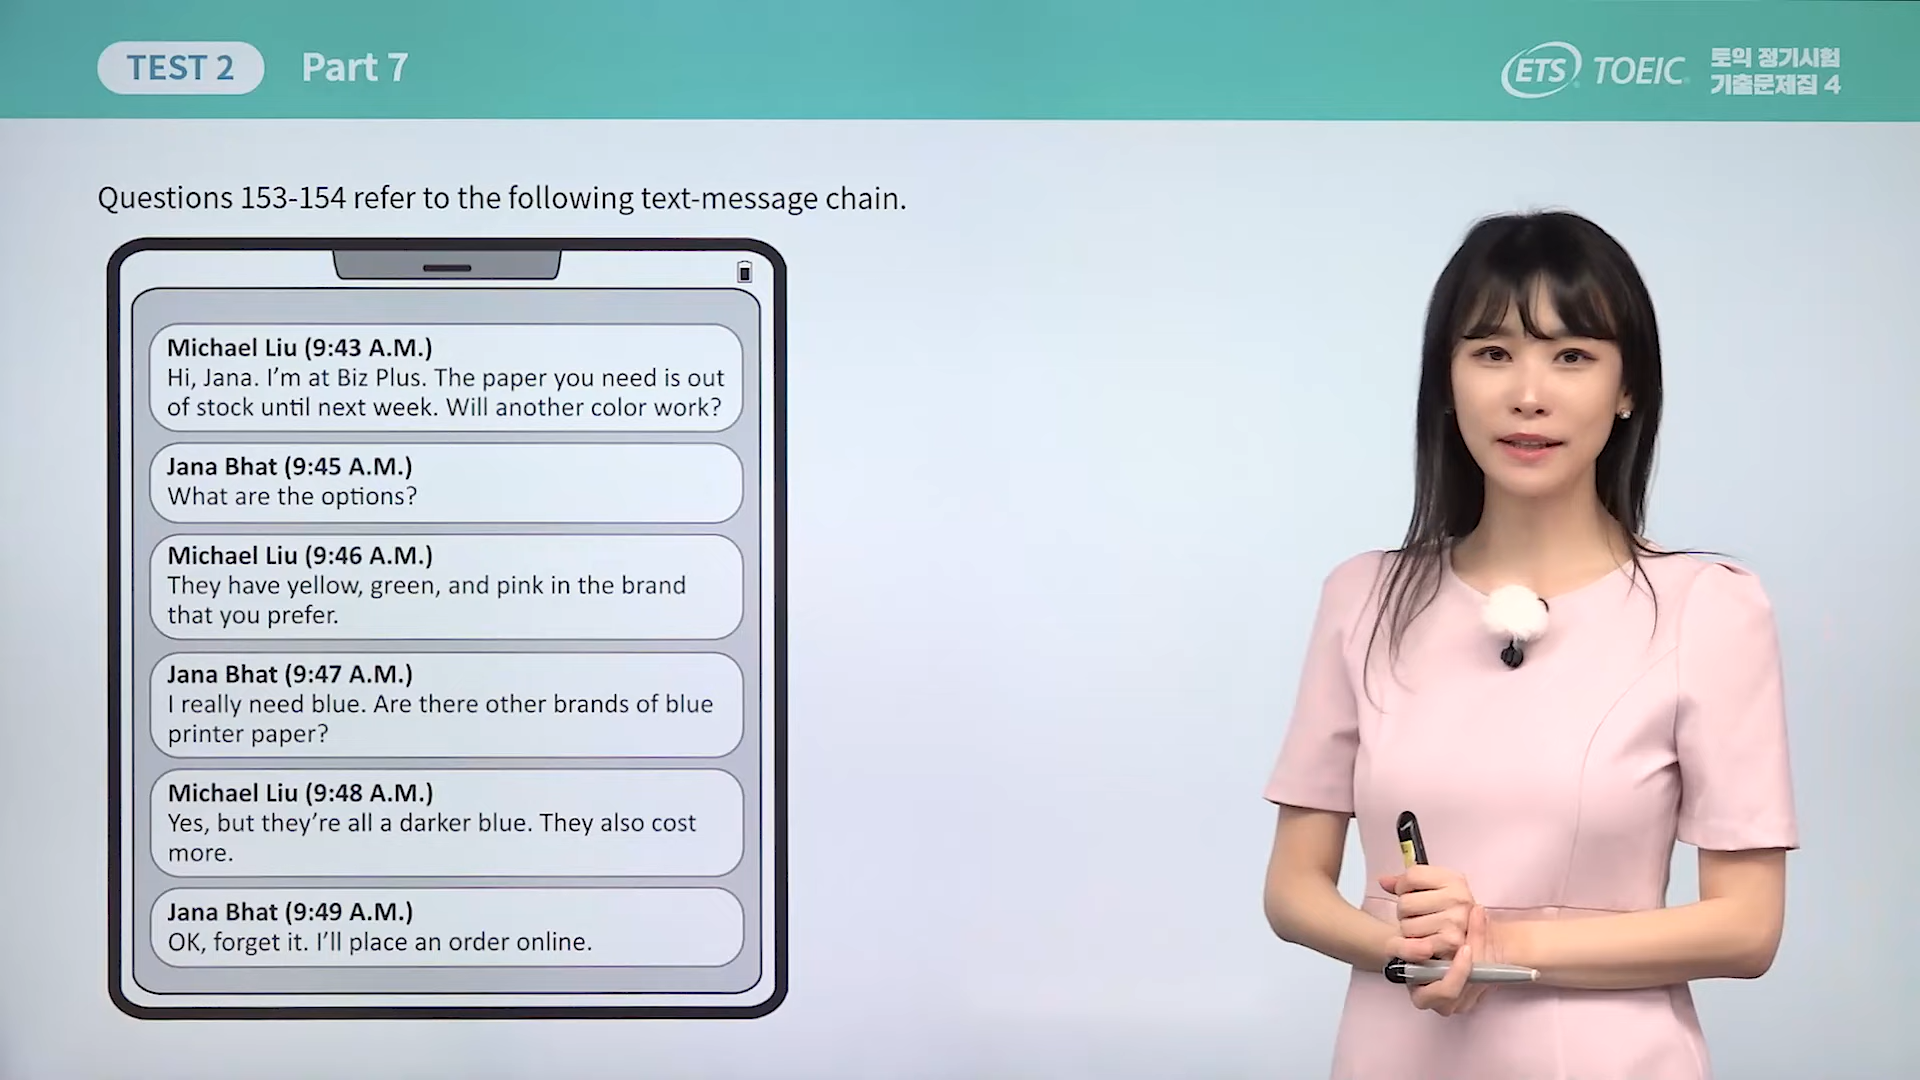 TEST 2
Part 7
ETS TOEIC
토익 정기시험
기출문제집 4
Questions 153-154 refer to the following text-message chain.
Michael Liu (9:43 A.M.)
Hi, Jana. I'm at Biz Plus. The paper you need is out
of stock until next week. Will another color work?
Jana Bhat (9:45 A.M.)
What are the options?
Michael Liu (9:46 A.M.)
They have yellow, green, and pink in the brand
that you prefer.
Jana Bhat (9:47 A.M.)
I really need blue. Are there other brands of blue
printer paper?
Michael Liu (9:48 A.M.)
Yes, but they're all a darker blue. They also cost
more.
Jana Bhat (9:49 A.M.)
OK, forget it. I'll place an order online.